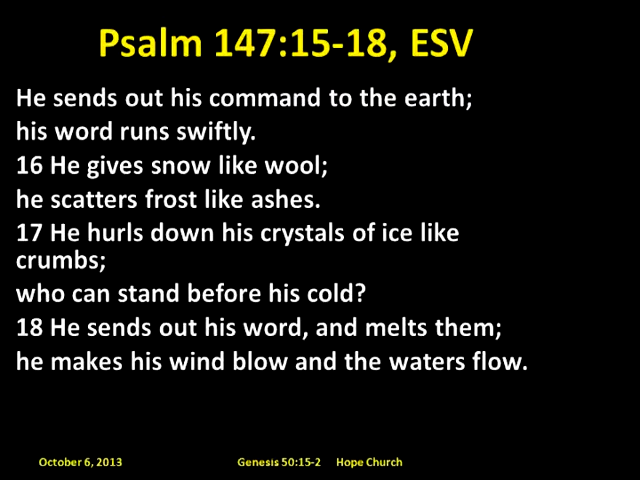 Psalm 147:15-18, ESV
He sends out his command to the earth;
his word runs swiftly.
16 He gives snow like wool;
he scatters frost like ashes.
17 He hurls down his crystals of ice like
crumbs;
who can stand before his cold?
18 He sends out his word, and melts them;
he makes his wind blow and the waters flow.
October 6, 2013 Genesis 50:15-2 Hope Church